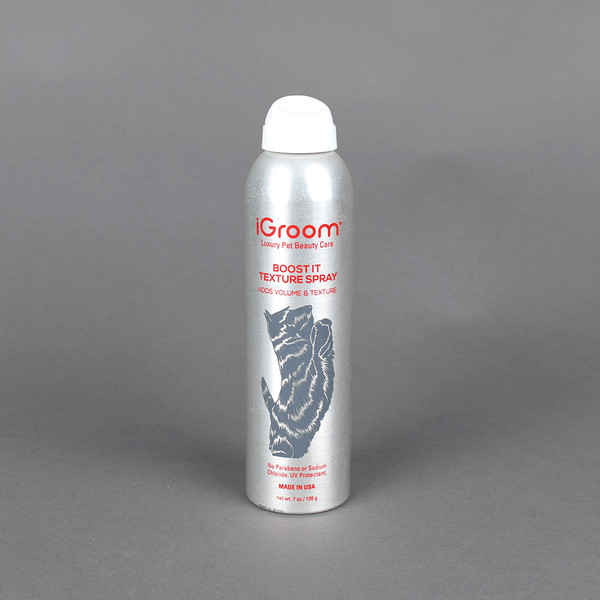 iGroom™
Luxury Pet Beauty Care
BOOST IT
TEXTURE SPRAY
ADDS VOLUME & TEXTURE
No Parabens or Sodium
Chloride. UV Protectant.
MADE IN USA
net wt. 7 oz / 198 g